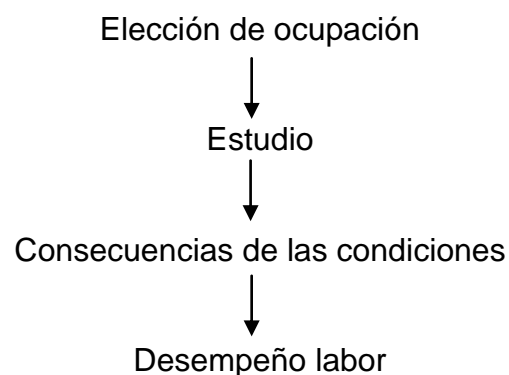 Elección de ocupación
Estudio
Consecuencias de las condiciones
Desempeño labor